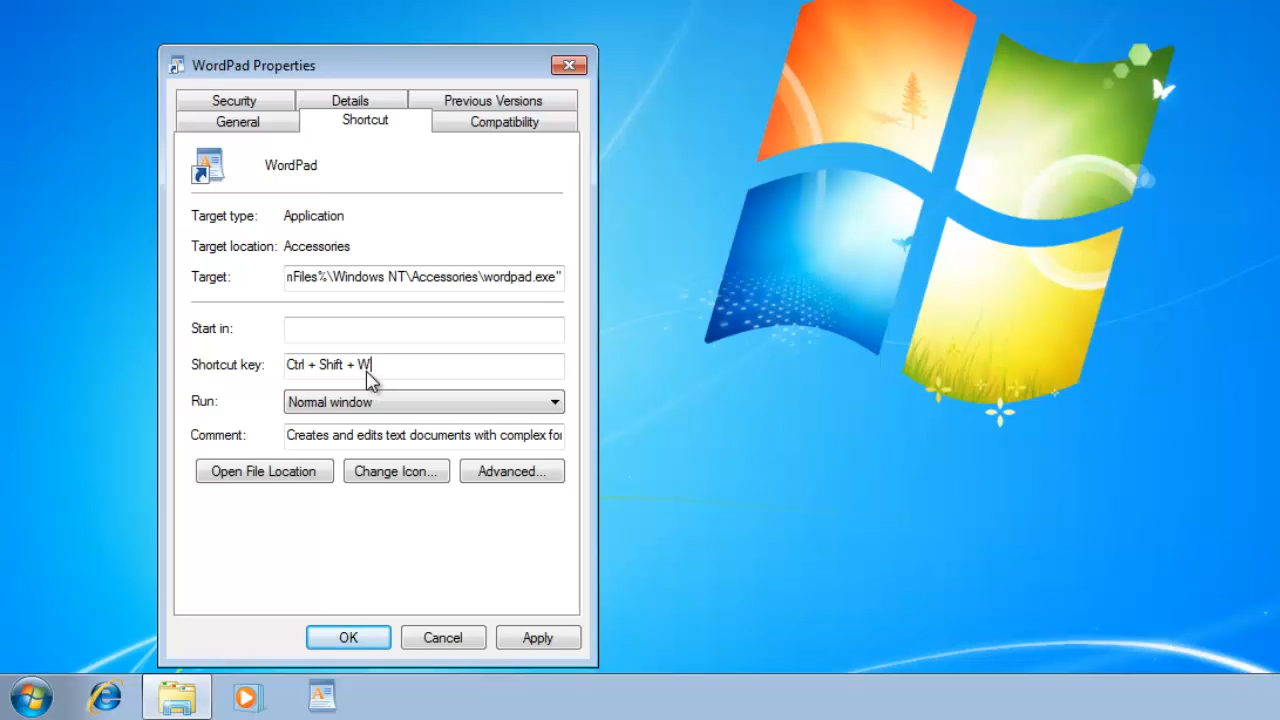 WordPad Properties
Security Details Previous Versions
General Shortcut Compatibility
WordPad
Target type: Application
Target location: Accessories
Target: nFiles%\Windows NT\Accessories\wordpad.exe"
Start in:
Shortcut key: Ctrl + Shift + W
Run: Normal window
Comment: Creates and edits text documents with complex for
Open File Location Change Icon... Advanced...
OK Cancel Apply